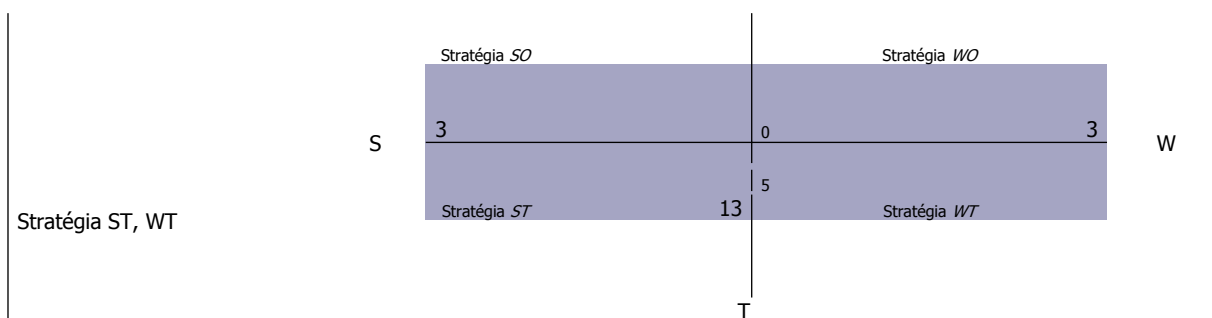 Stratégia SO
Stratégia WO
S
3
0
3
W
5
Stratégia ST, WT
Stratégia ST
13
Stratégia WT
T